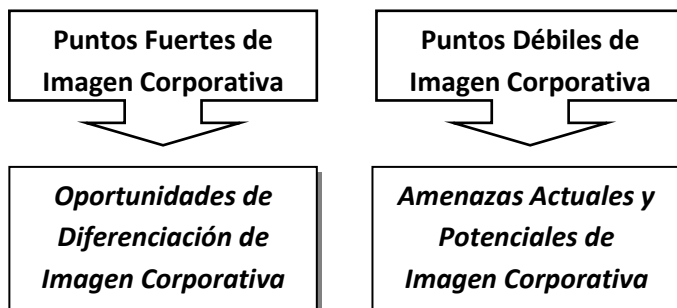 Puntos Fuertes de
Imagen Corporativa
Puntos Débiles de
Imagen Corporativa
Oportunidades de
Diferenciación de
Imagen Corporativa
Amenazas Actuales y
Potenciales de
Imagen Corporativa